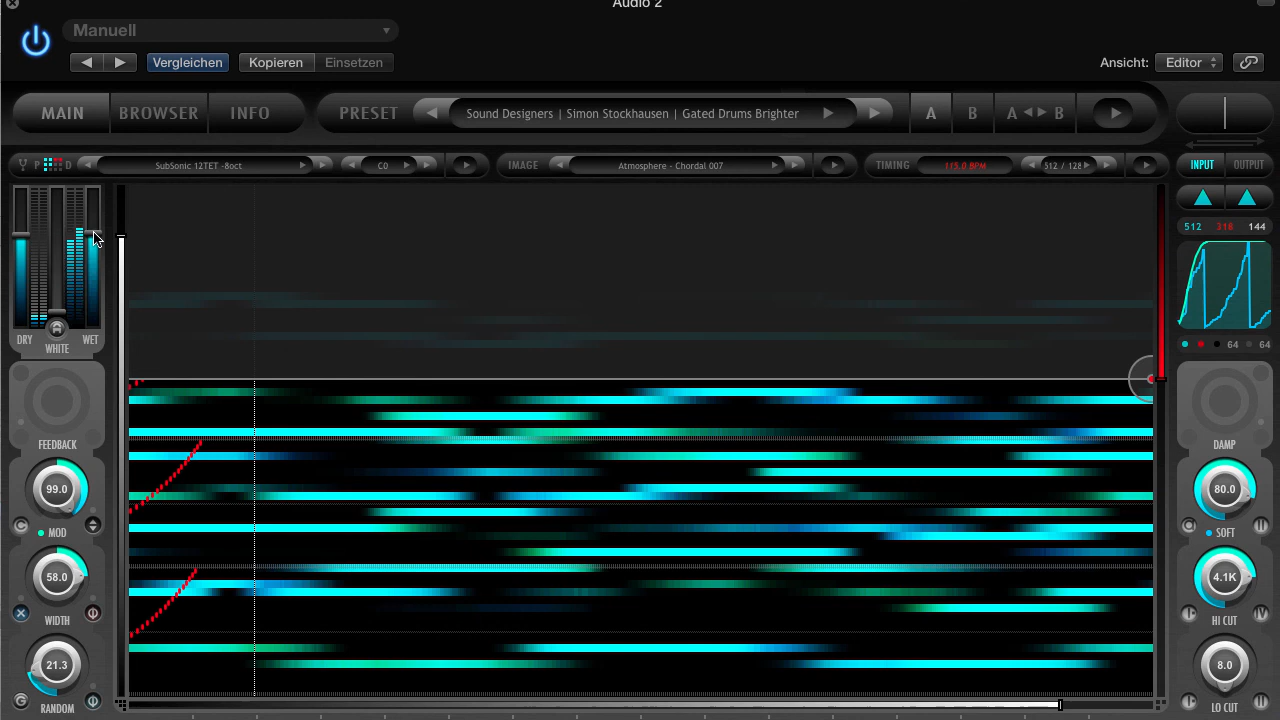 Audio 2
Manuell
Vergleichen Kopieren Einsetzen Ansicht: Editor
MAIN BROWSER INFO PRESET Sound Designers | Simon Stockhausen | Gated Drums Brighter A B A B
P D SubSonic 12TET -8oct C0 IMAGE Atmosphere - Chordal 007 TIMING 115.0 BPM 512 / 128 INPUT OUTPUT
512 318 144
DRY WET
WHITE
64 64
FEEDBACK DAMP
99.0 80.0
MOD SOFT
58.0 4.1K
WIDTH HI CUT
21.3 8.0
RANDOM LO CUT